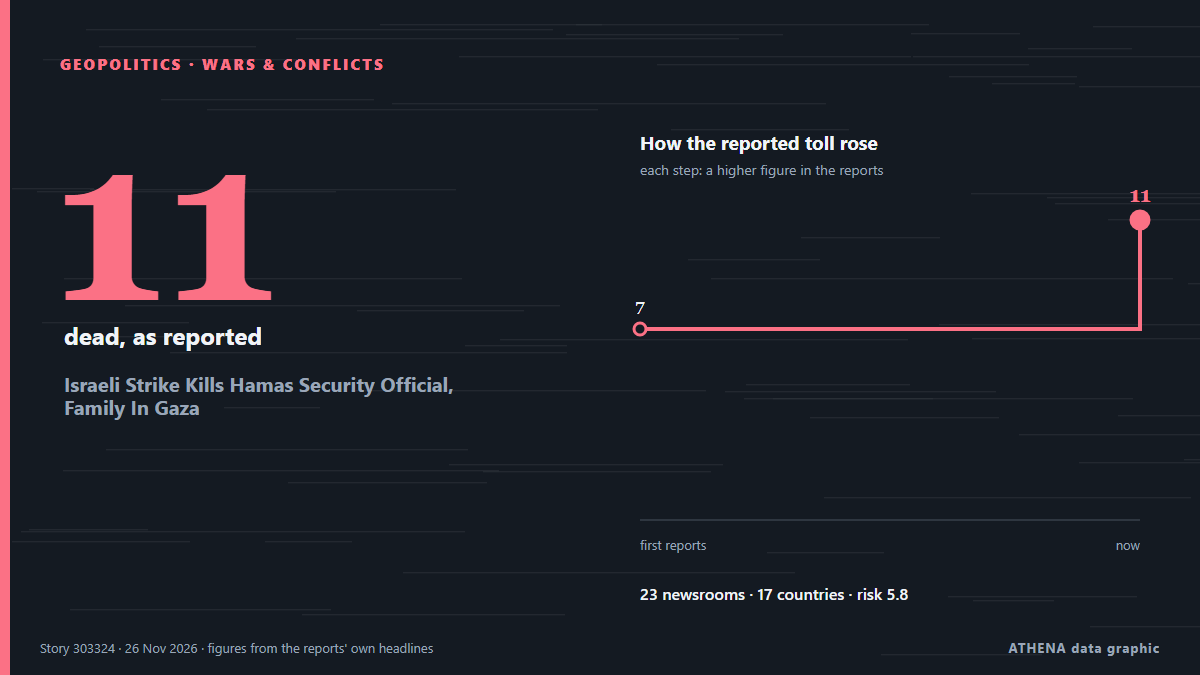 GEOPOLITICS · WARS & CONFLICTS
11
dead, as reported
Israeli Strike Kills Hamas Security Official,
Family In Gaza
How the reported toll rose
each step: a higher figure in the reports
11
7
first reports
now
23 newsrooms · 17 countries · risk 5.8
Story 303324 · 26 Nov 2026 · figures from the reports' own headlines
ATHENA data graphic